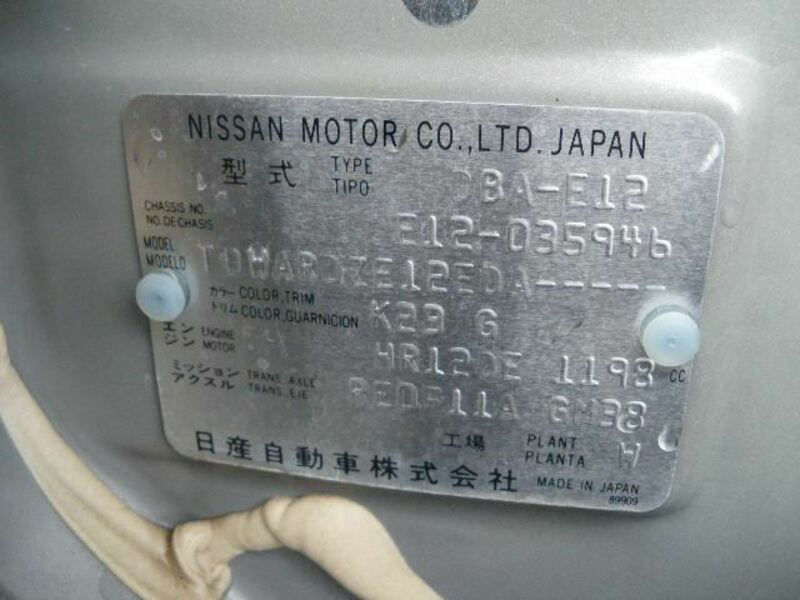 NISSAN MOTOR CO.,LTD. JAPAN
型式 TYPE TIPO DBA-E12
CHASSIS NO. NO. DE CHASIS E12-035946
MODEL MODELO E12EDA-----
カラー COLOR,TRIM トリム COLOR,GUARNICION K23 G
エンジン ENGINE MOTOR HR12DE 1198 CC
ミッション アクスル TRANS. AXLE TRANS. EJE GH38
工場 PLANT PLANTA W
日産自動車株式会社 MADE IN JAPAN
89909